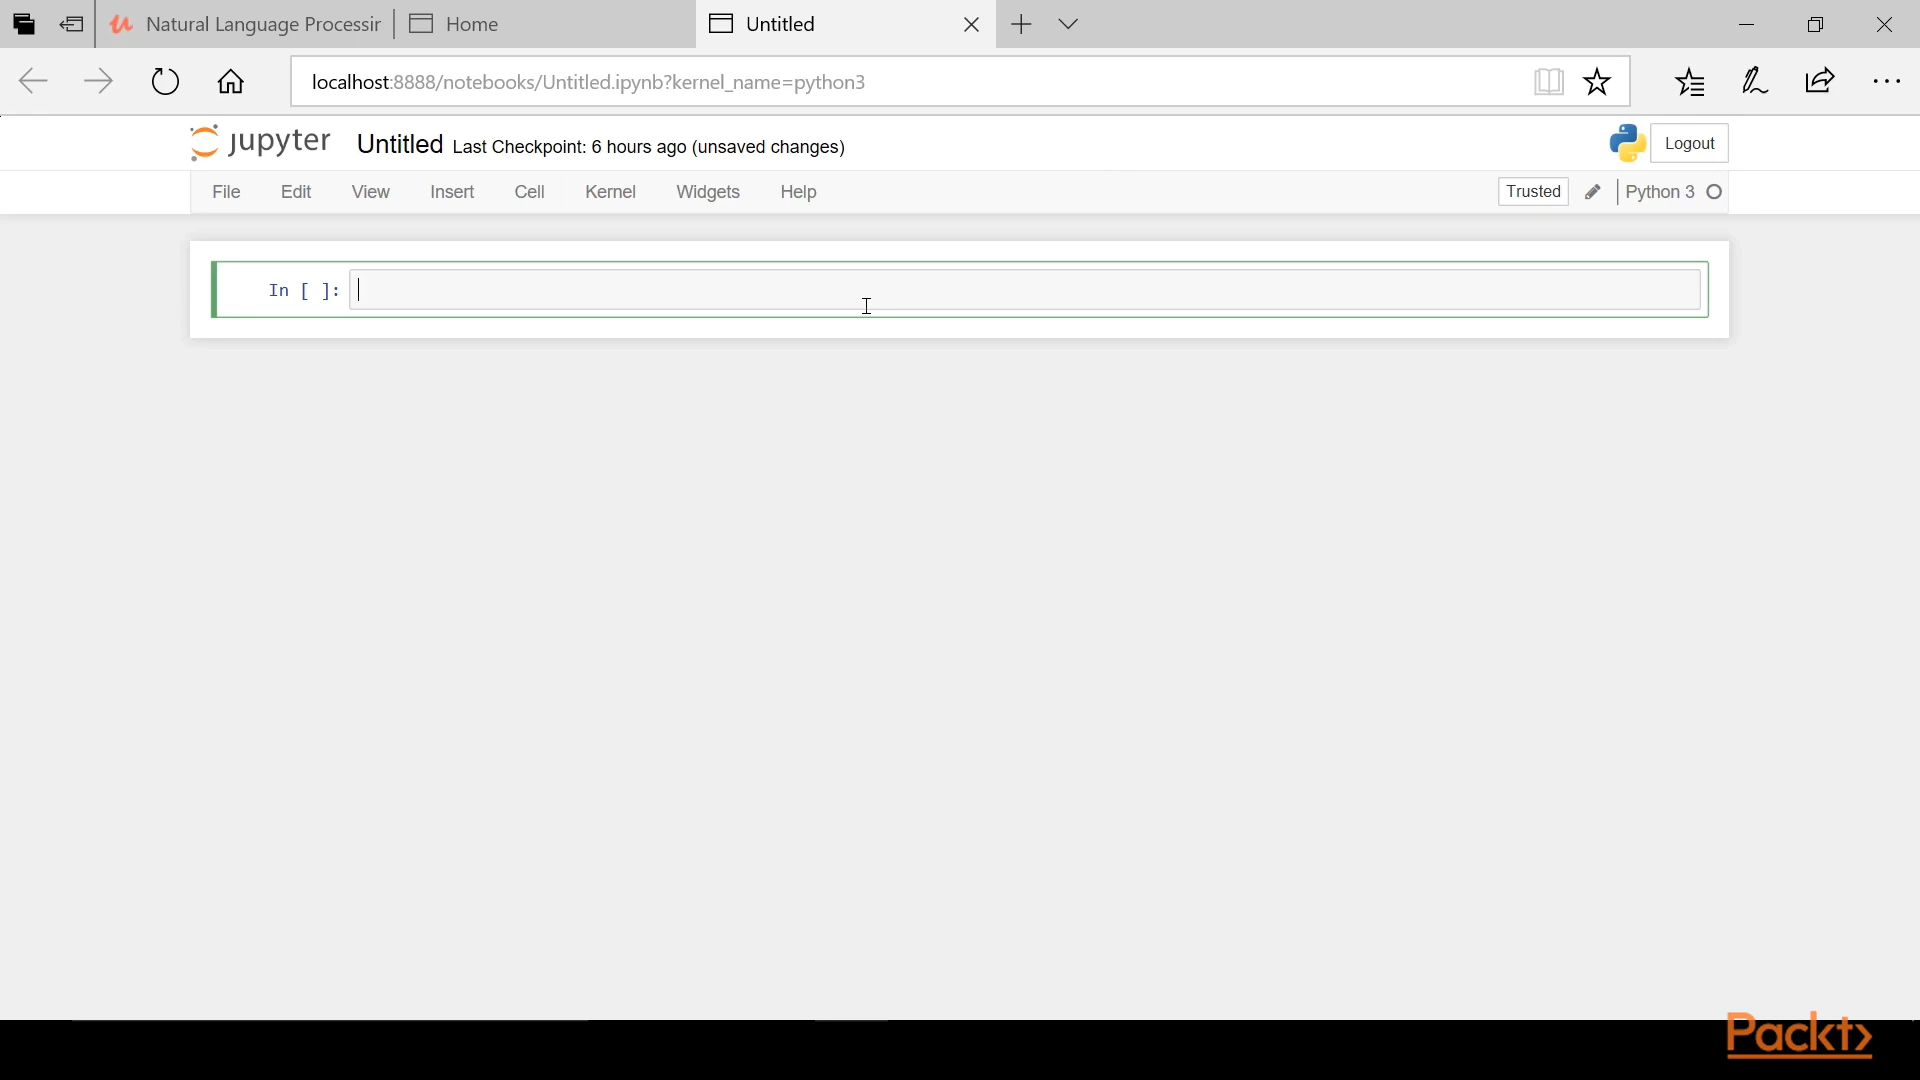 Natural Language Processir
Home
Untitled
localhost:8888/notebooks/Untitled.ipynb?kernel_name=python3
jupyter Untitled Last Checkpoint: 6 hours ago (unsaved changes)
Logout
File Edit View Insert Cell Kernel Widgets Help
Trusted
Python 3
In [ ]:
Packt>